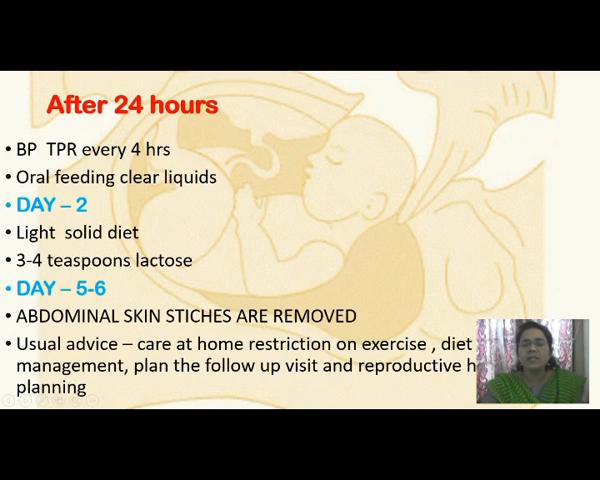 After 24 hours
• BP TPR every 4 hrs
• Oral feeding clear liquids
• DAY – 2
• Light solid diet
• 3-4 teaspoons lactose
• DAY – 5-6
• ABDOMINAL SKIN STICHES ARE REMOVED
• Usual advice – care at home restriction on exercise , diet
management, plan the follow up visit and reproductive
planning